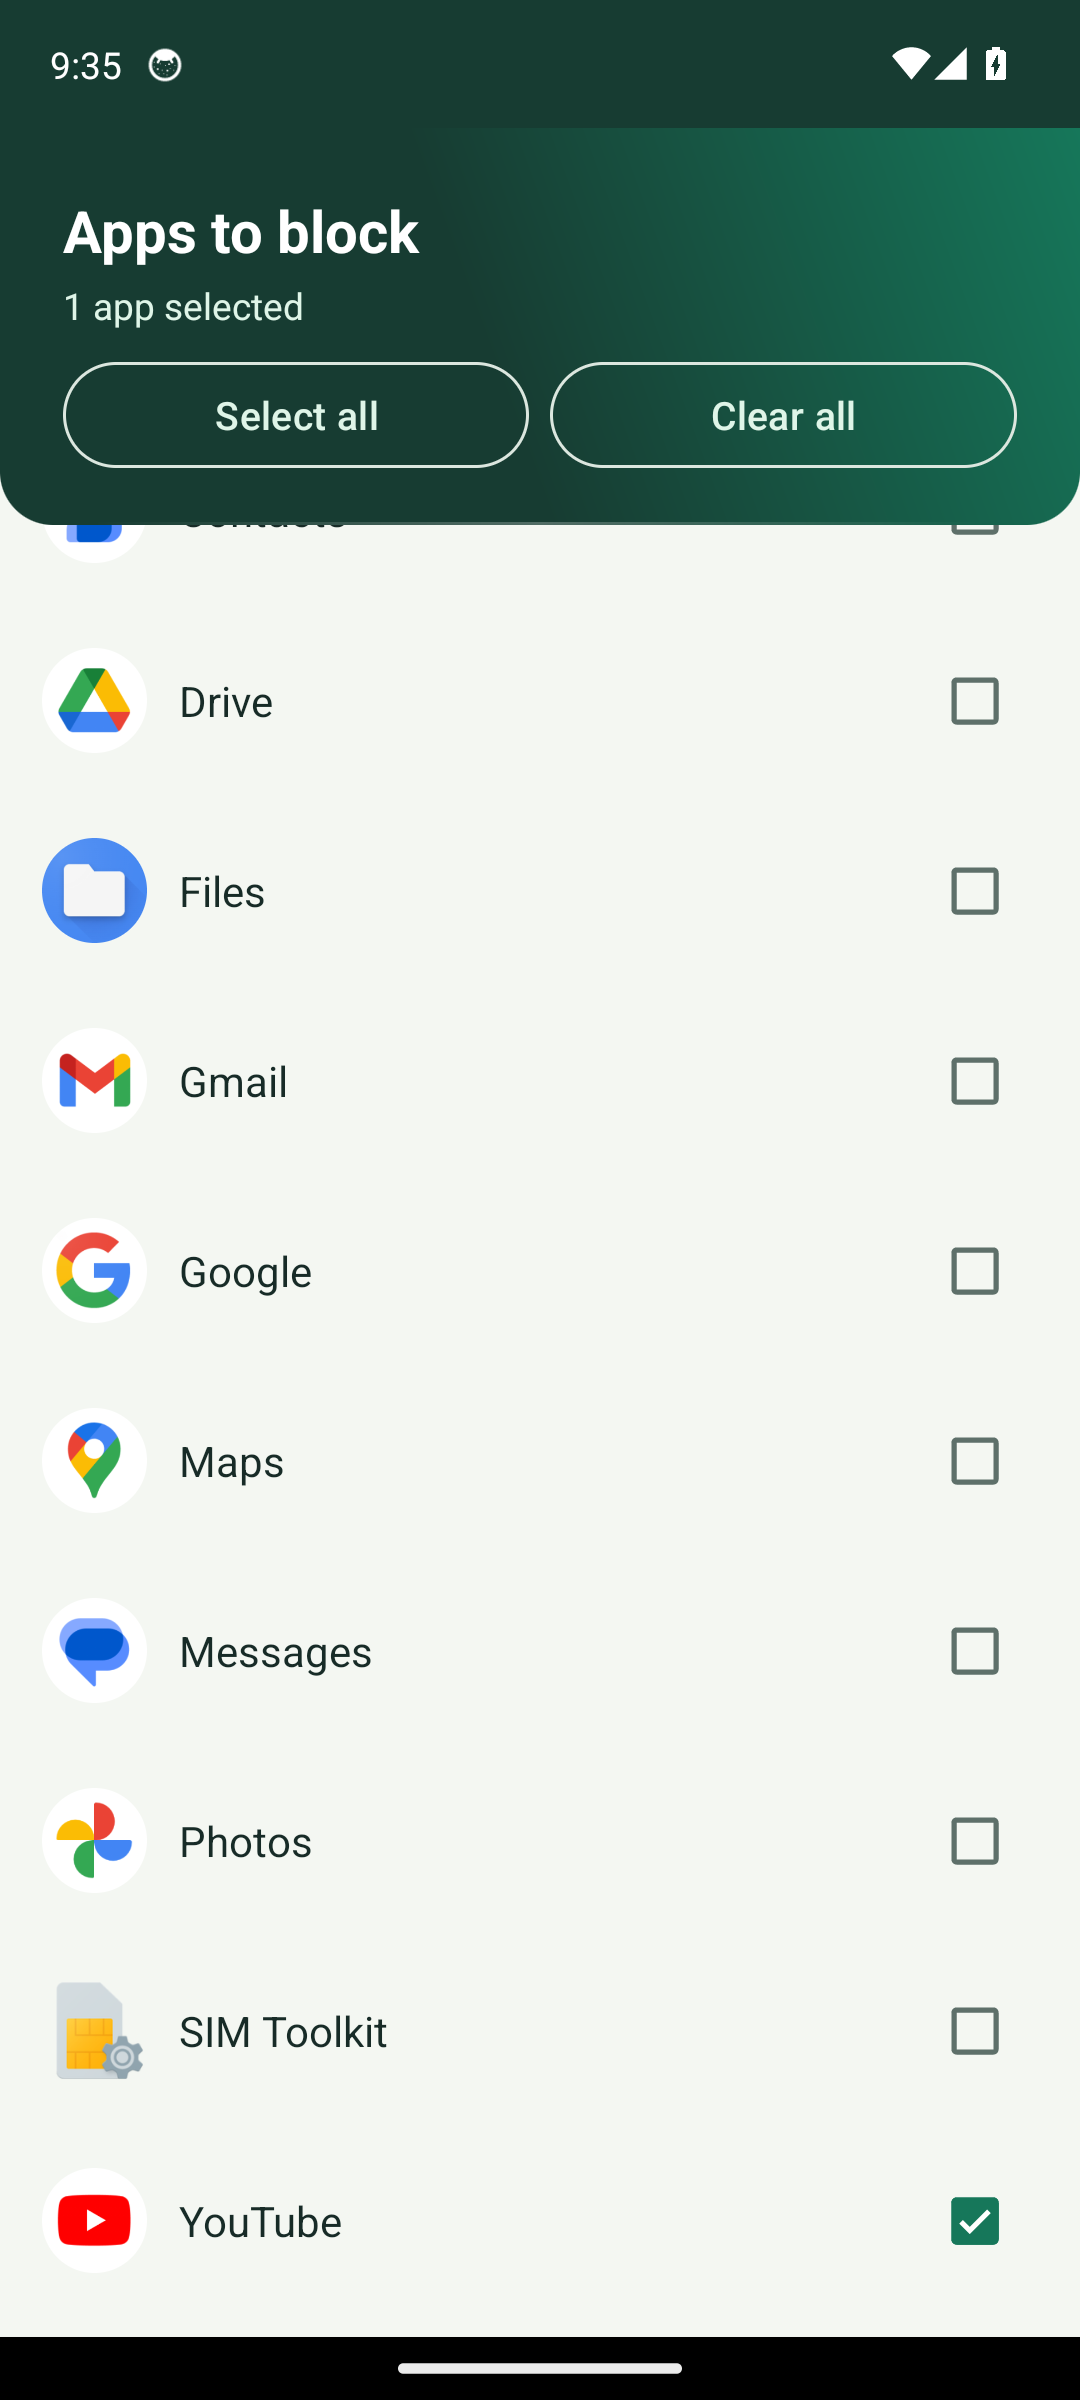 9:35
Apps to block
1 app selected
Select all
Clear all
Contacts
Drive
Files
Gmail
Google
Maps
Messages
Photos
SIM Toolkit
YouTube